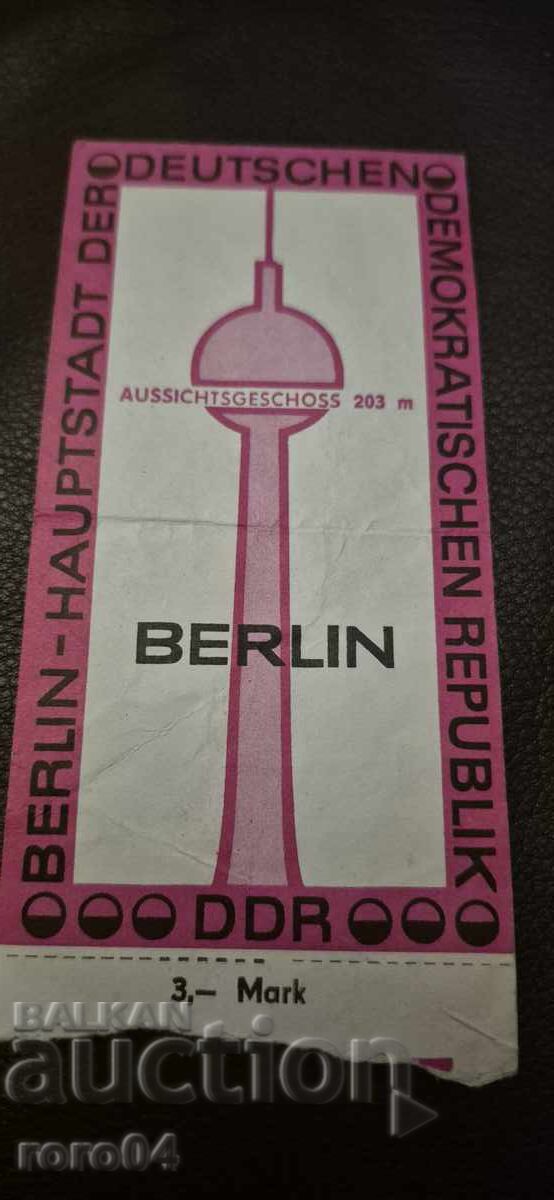 BERLIN - HAUPTSTADT DER
DEUTSCHEN
DEMOKRATISCHEN REPUBLIK
AUSSICHTSGESCHOSS 203 m
BERLIN
DDR
3,– Mark
BALKAN
auction
roro04